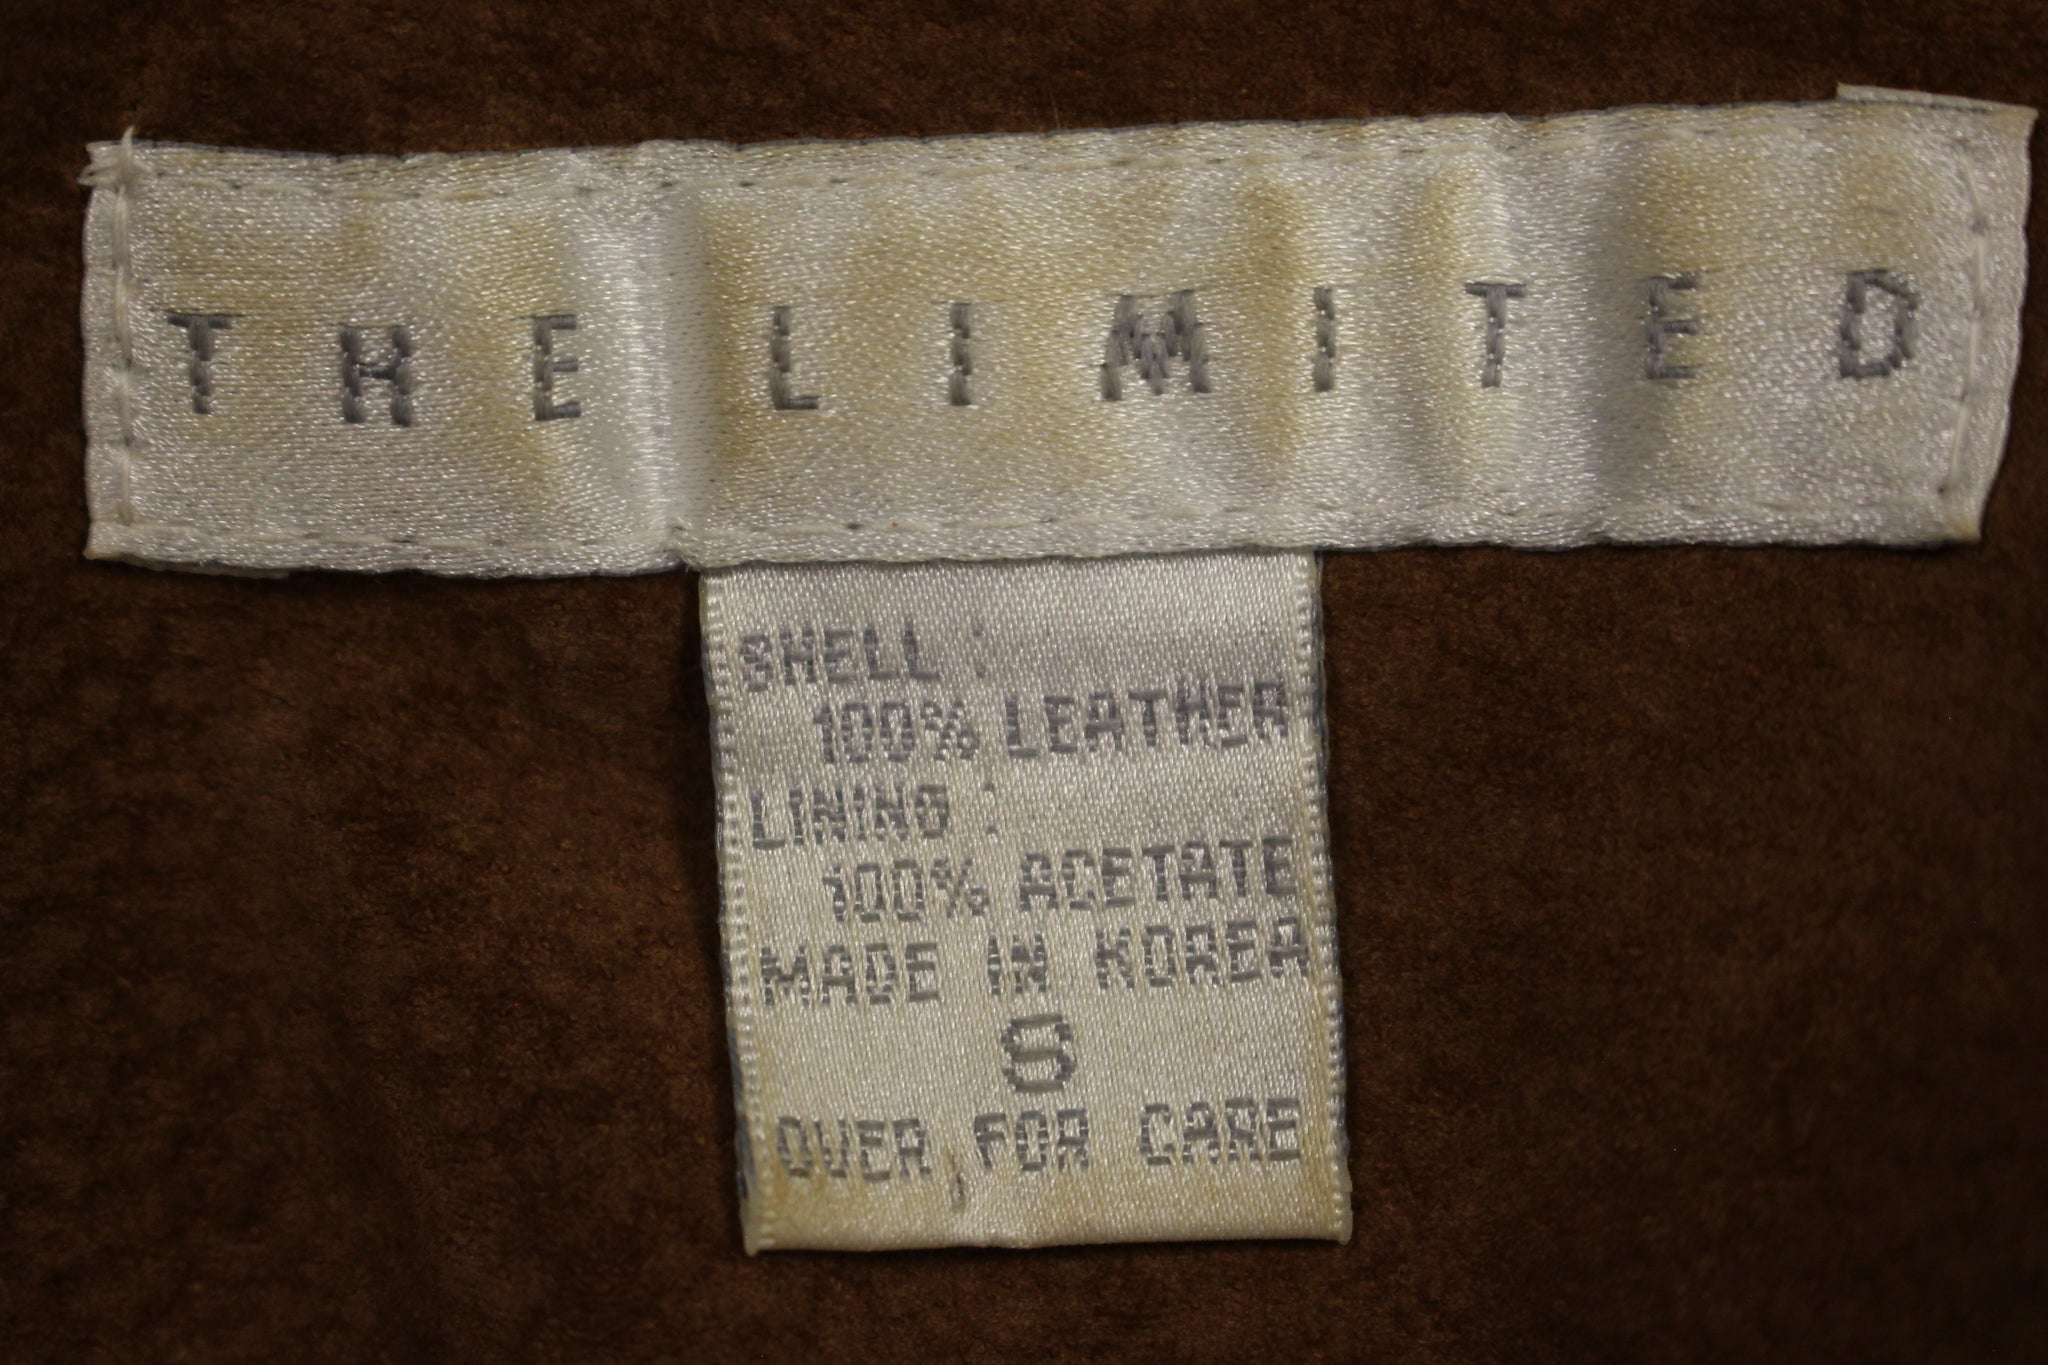 THE LIMITED
SHELL :
100% LEATHER
LINING :
100% ACETATE
MADE IN KOREA
S
OVER FOR CARE